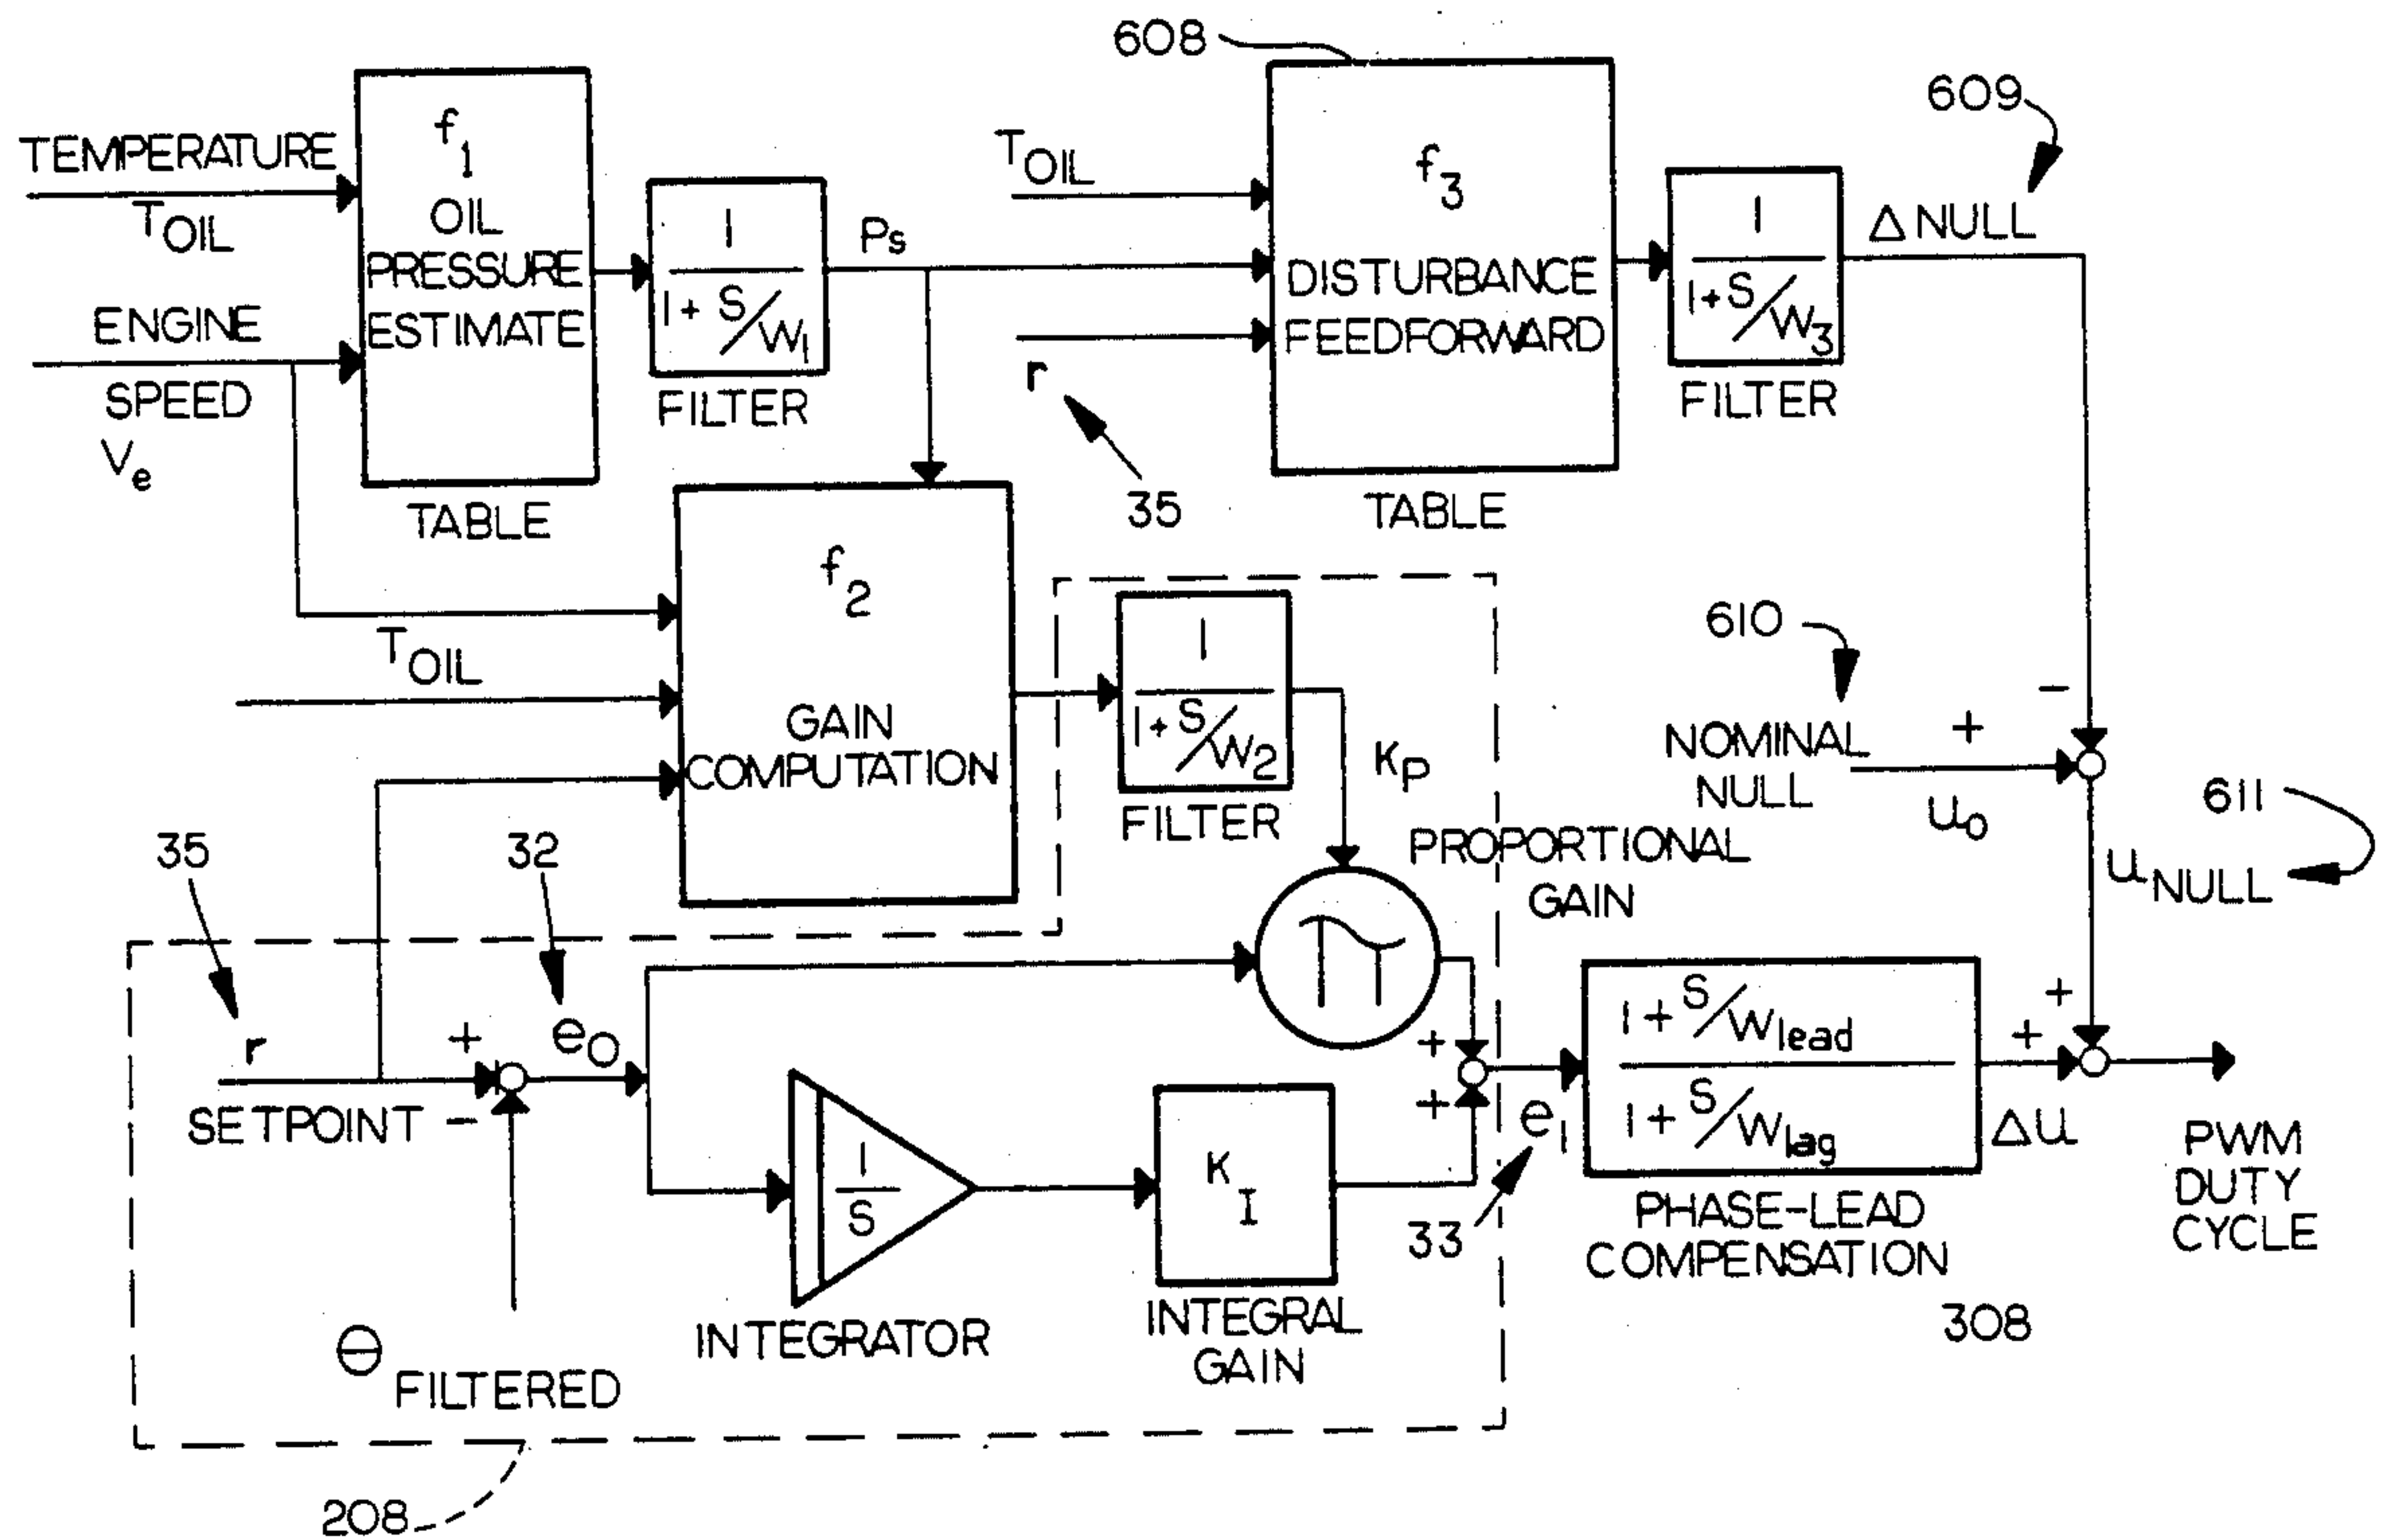 608
609
TEMPERATURE
TOIL
f1
OIL
PRESSURE
ESTIMATE
TABLE
ENGINE
SPEED
Ve
1
1 + S/W1
FILTER
Ps
TOIL
r
35
f3
DISTURBANCE
FEEDFORWARD
TABLE
1
1 + S/W3
FILTER
Δ NULL
f2
GAIN
COMPUTATION
TOIL
1
1 + S/W2
FILTER
KP
PROPORTIONAL
GAIN
610
NOMINAL
NULL
+
−
u0
611
uNULL
35
32
r
SETPOINT
+
−
e0
θ FILTERED
π
1
S
INTEGRATOR
KI
INTEGRAL
GAIN
+
+
e1
33
1 + S/Wlead
1 + S/Wlag
PHASE-LEAD
COMPENSATION
308
+
+
Δu
PWM
DUTY
CYCLE
208